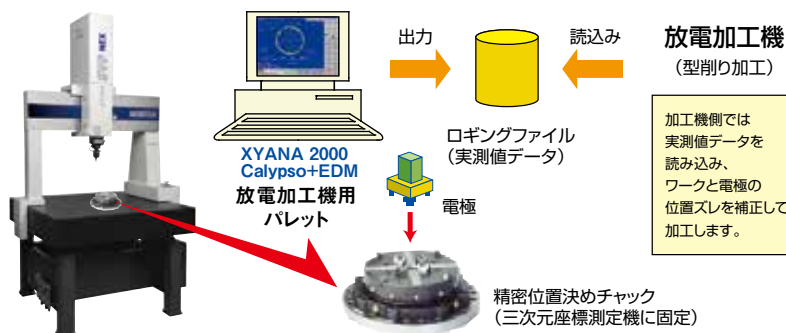 出力
読込み
放電加工機
(型削り加工)
加工機側では
実測値データを
読み込み、
ワークと電極の
位置ズレを補正して
加工します。
ロギングファイル
(実測値データ)
XYANA 2000
Calypso+EDM
放電加工機用
パレット
電極
精密位置決めチャック
(三次元座標測定機に固定)